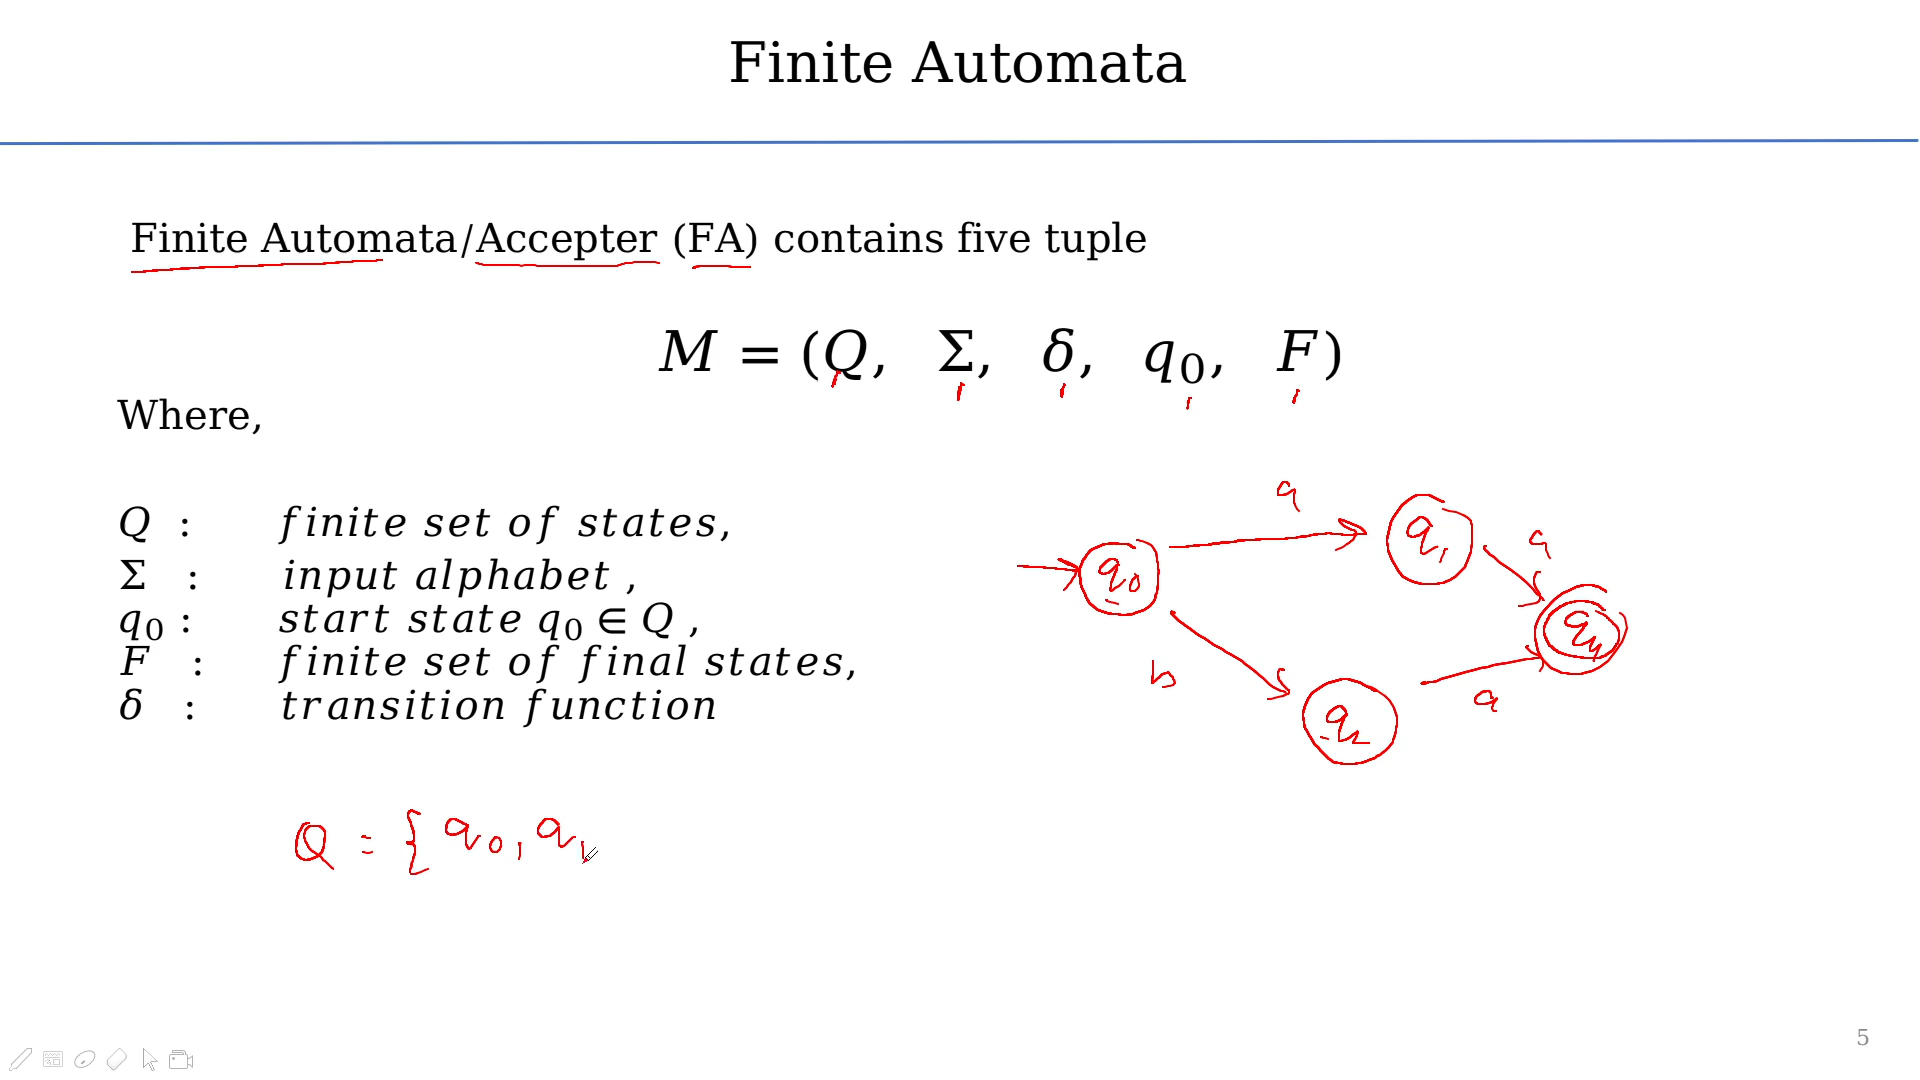 Finite Automata
Finite Automata/Accepter (FA) contains five tuple
M = (Q, Σ, δ, q₀, F)
Where,
Q : finite set of states,
Σ : input alphabet ,
q₀ : start state q₀ ∈ Q ,
F : finite set of final states,
δ : transition function
a
q₁
a
q₀
q₄
b
a
q₂
Q = { q₀, q₁
5